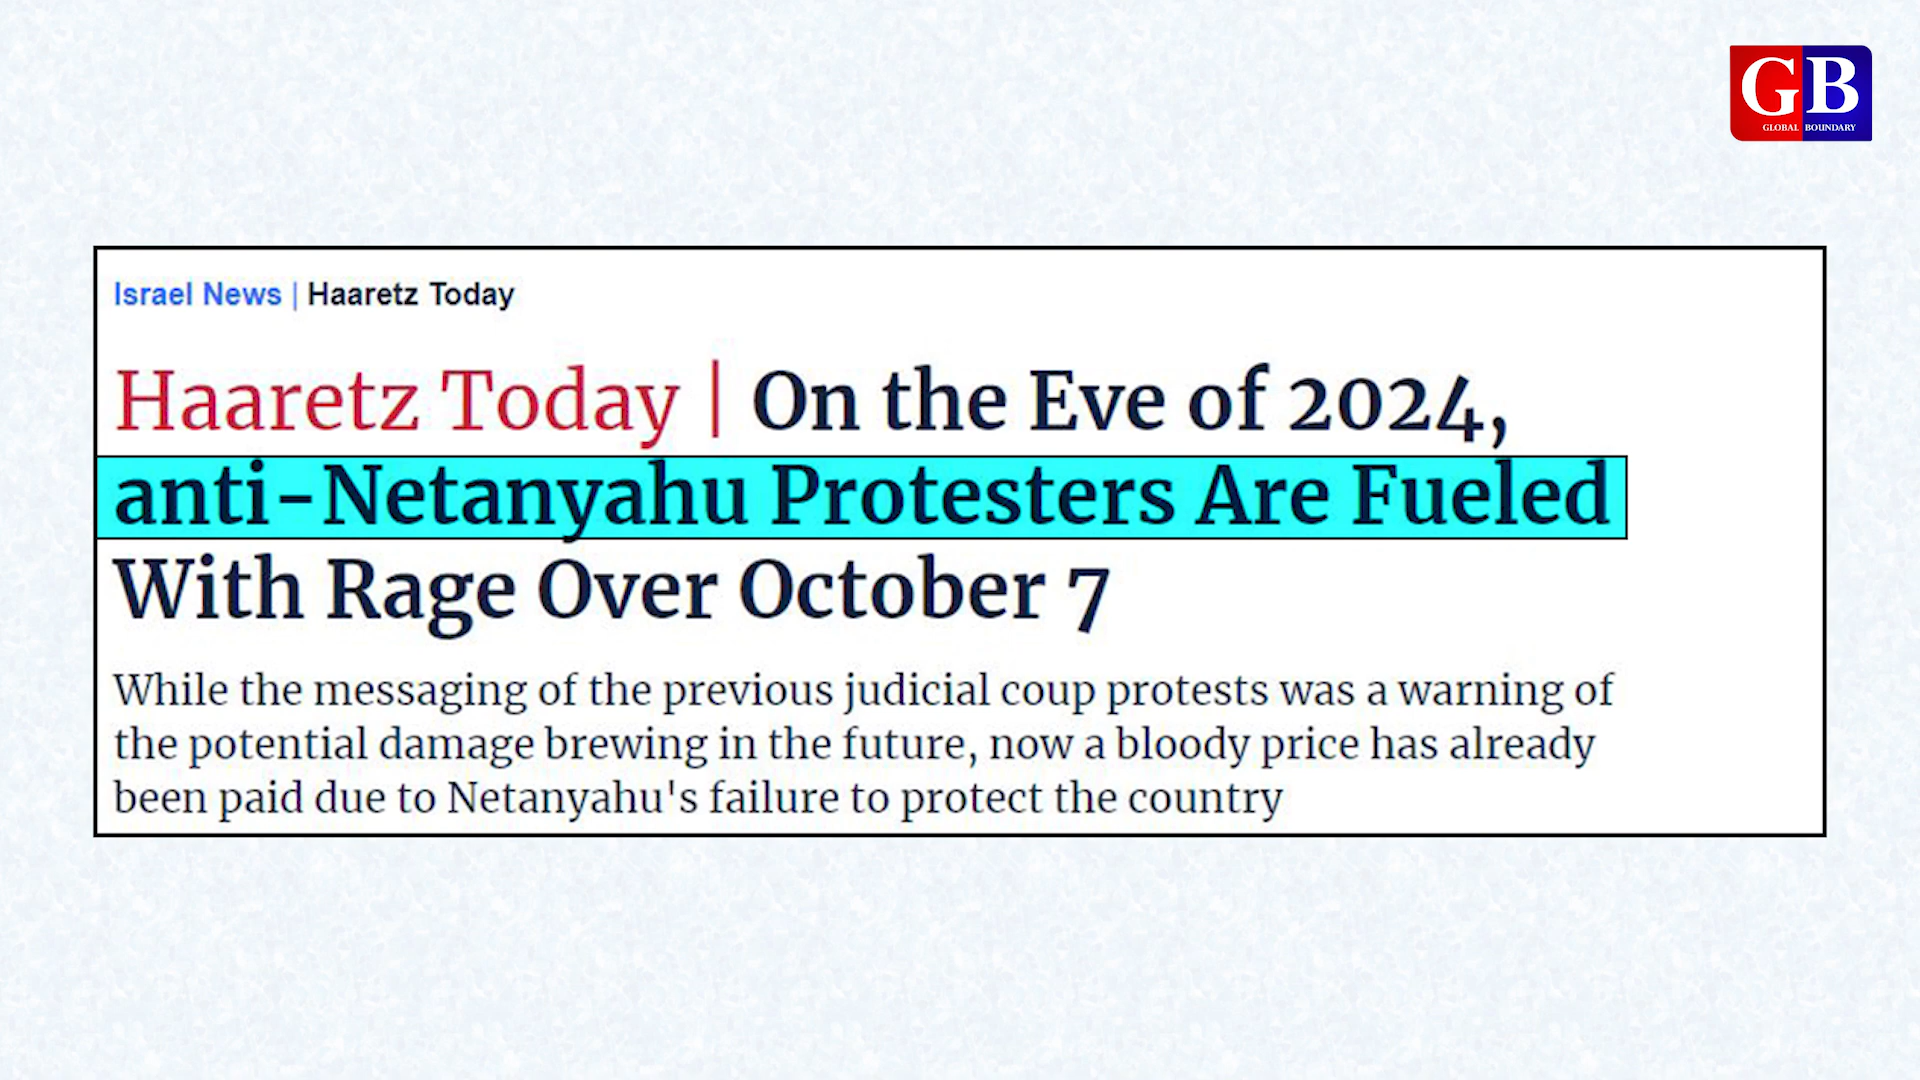 GB
GLOBAL BOUNDARY
Israel News | Haaretz Today
Haaretz Today | On the Eve of 2024,
anti-Netanyahu Protesters Are Fueled
With Rage Over October 7
While the messaging of the previous judicial coup protests was a warning of
the potential damage brewing in the future, now a bloody price has already
been paid due to Netanyahu's failure to protect the country